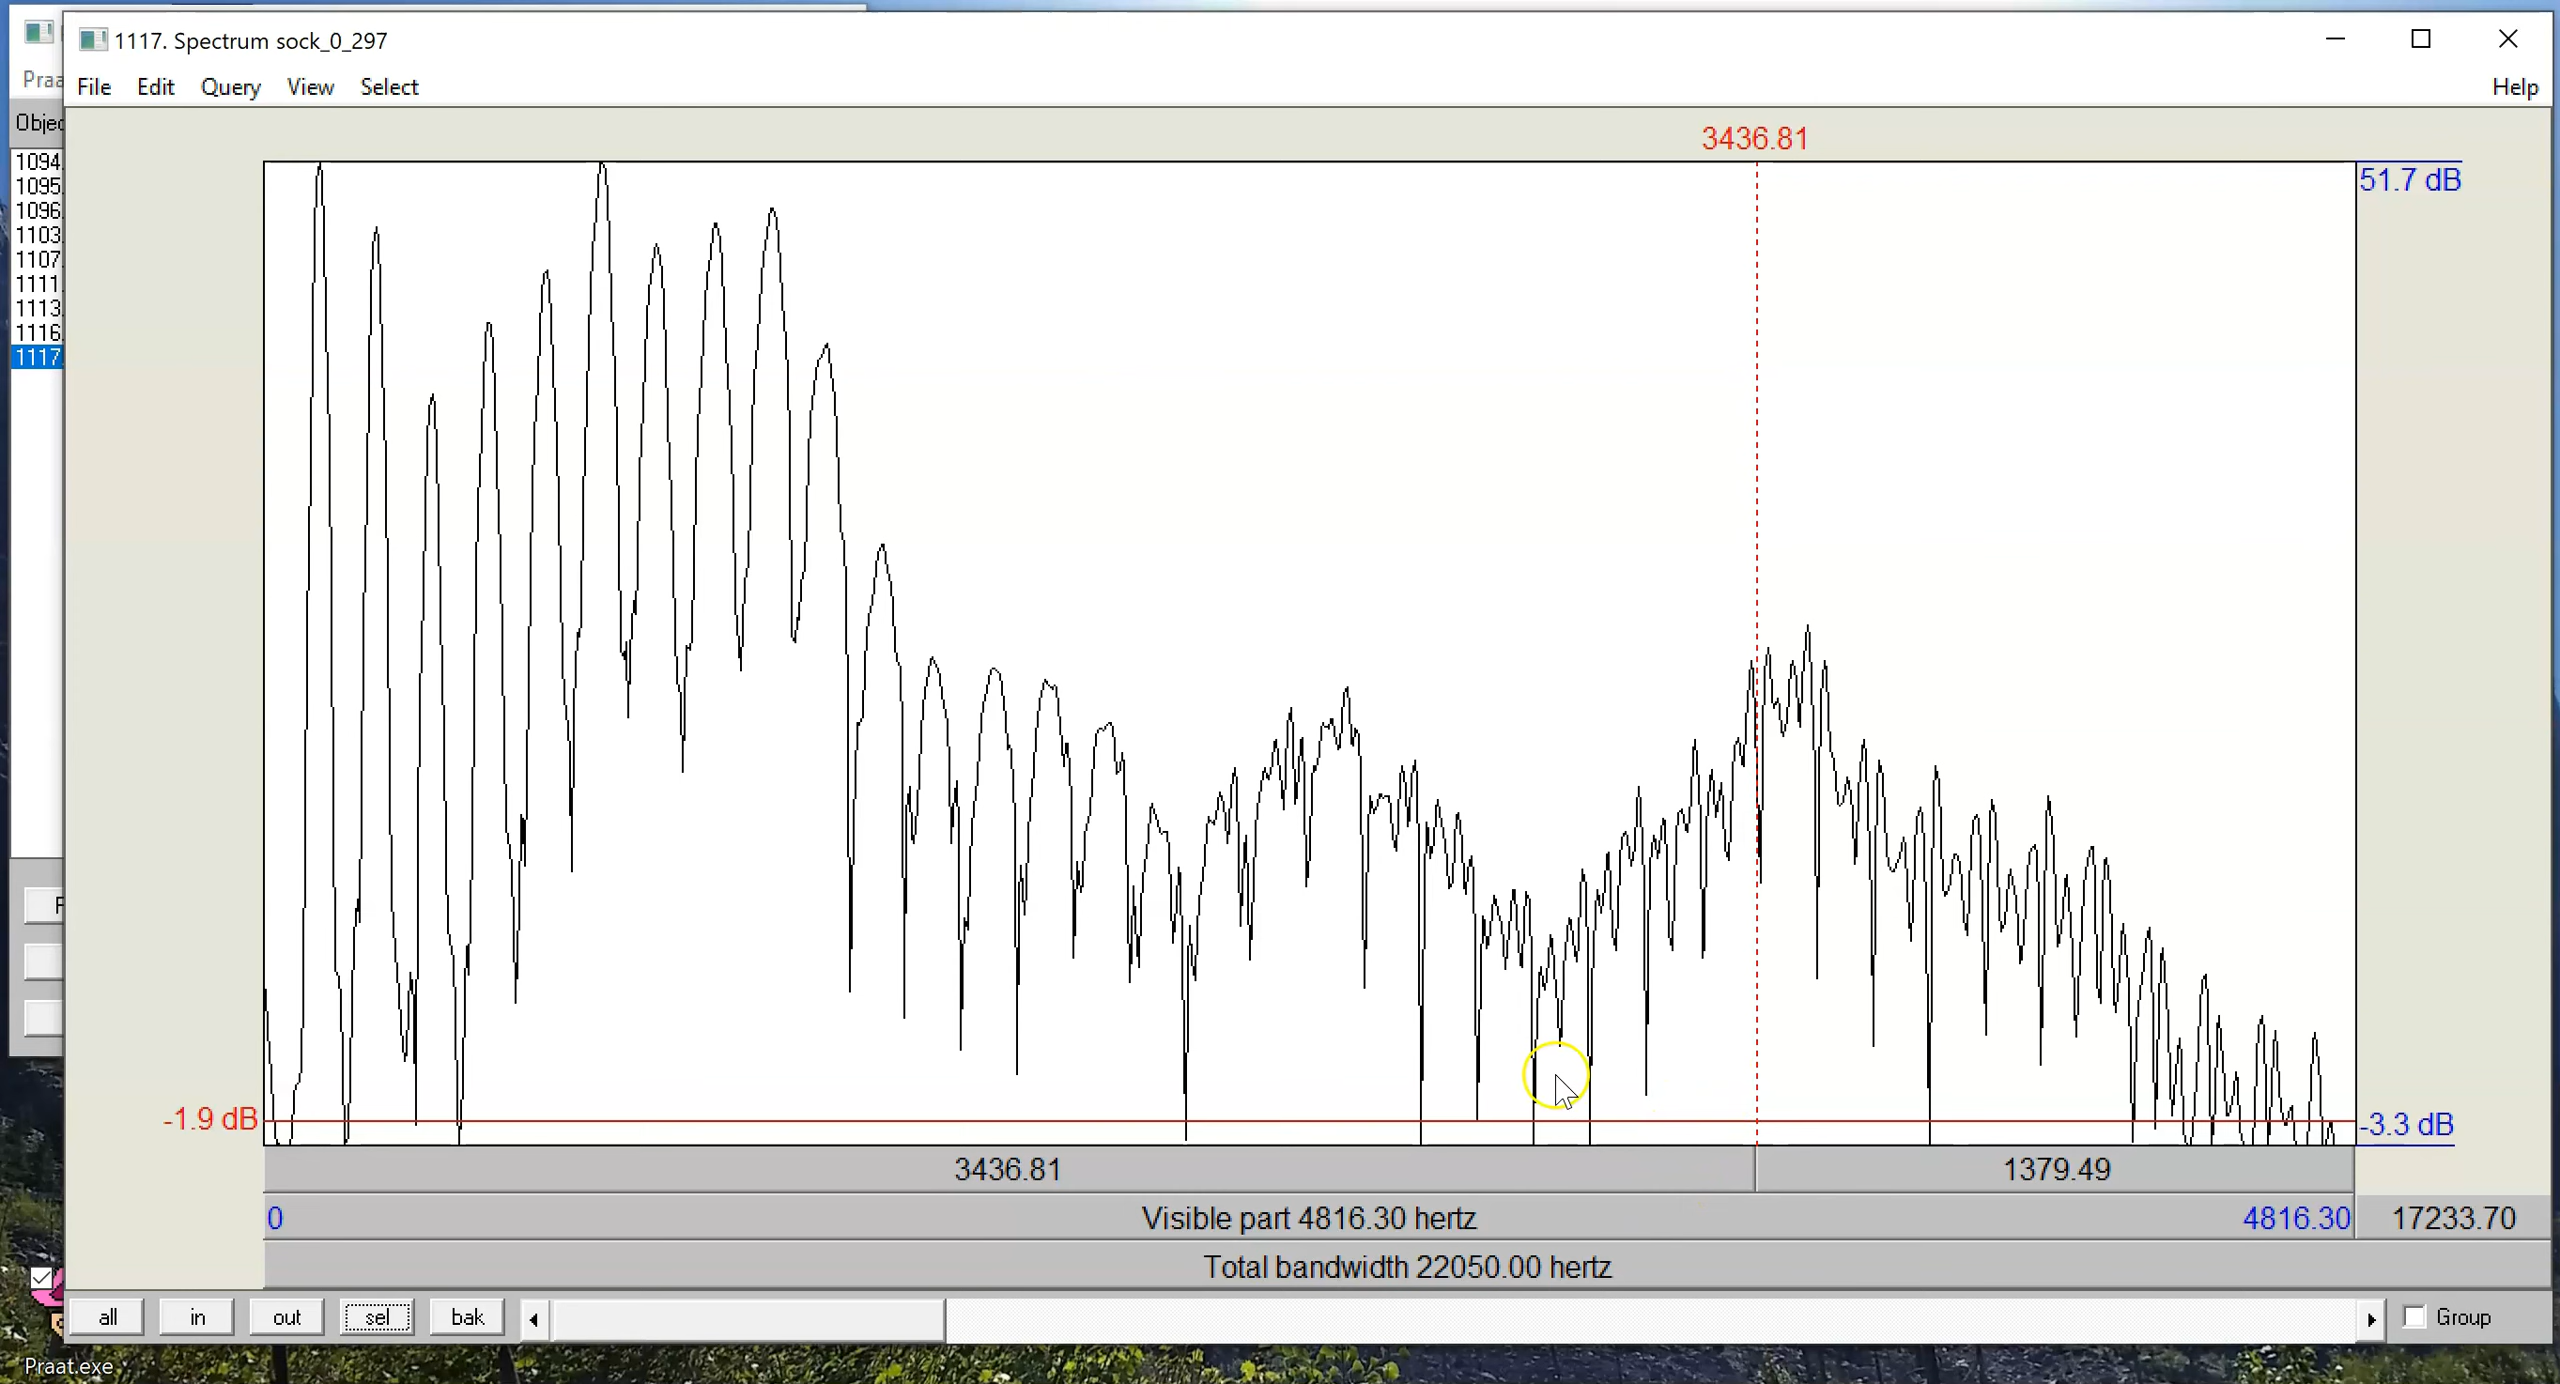 1117. Spectrum sock_0_297
Praa
File Edit Query View Select Help
Objec
1094.
1095.
1096.
1103.
1107.
1111.
1113.
1116.
1117.
3436.81
51.7 dB
-1.9 dB
-3.3 dB
3436.81 1379.49
0 Visible part 4816.30 hertz 4816.30 17233.70
Total bandwidth 22050.00 hertz
all in out sel bak Group
Praat.exe